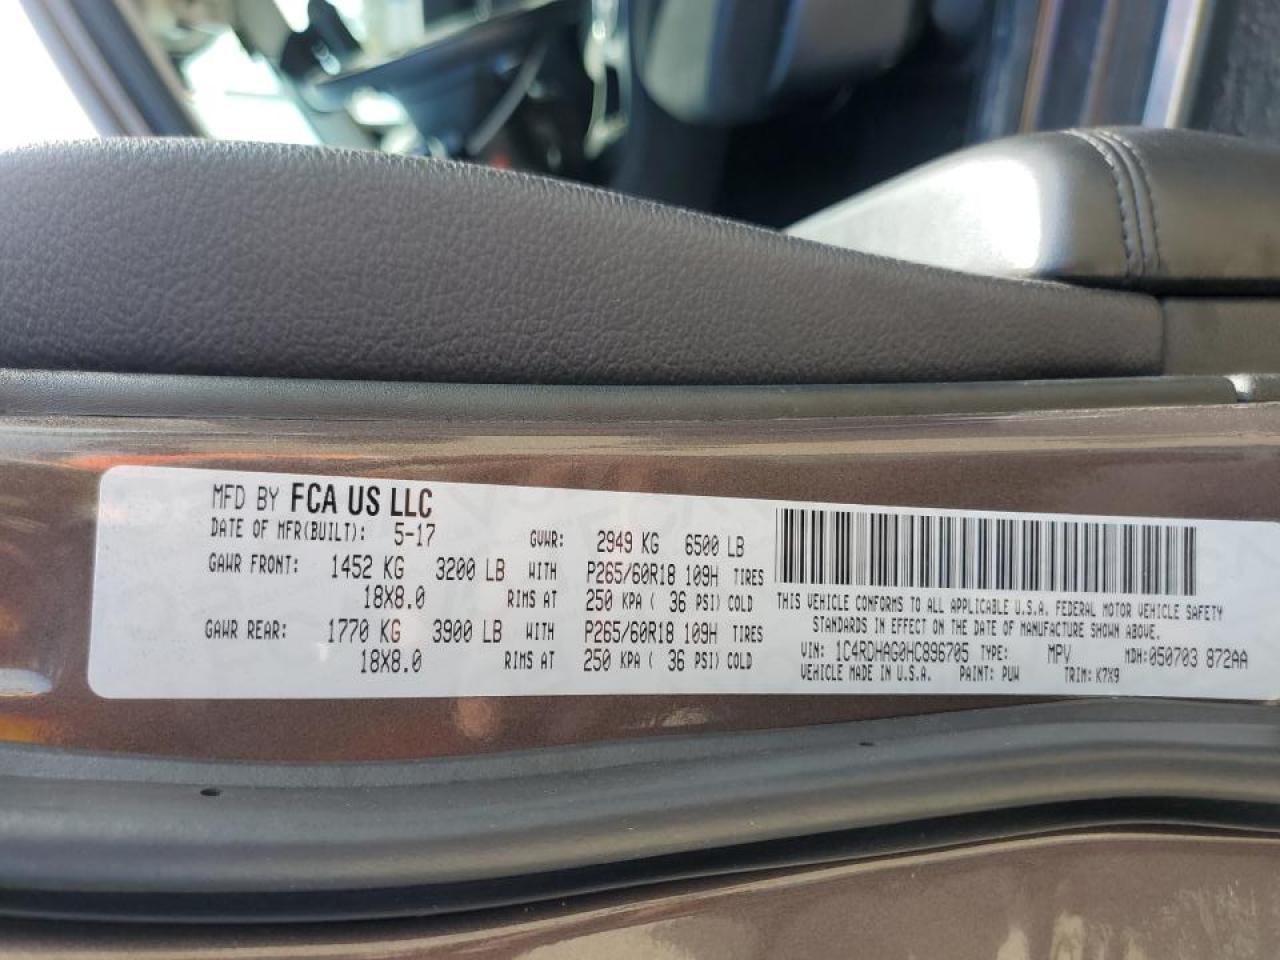 MFD BY FCA US LLC
DATE OF MFR(BUILT): 5-17 GVWR: 2949 KG 6500 LB
GAWR FRONT: 1452 KG 3200 LB WITH P265/60R18 109H TIRES
18X8.0 RIMS AT 250 KPA ( 36 PSI) COLD
GAWR REAR: 1770 KG 3900 LB WITH P265/60R18 109H TIRES
18X8.0 RIMS AT 250 KPA ( 36 PSI) COLD
THIS VEHICLE CONFORMS TO ALL APPLICABLE U.S.A. FEDERAL MOTOR VEHICLE SAFETY
STANDARDS IN EFFECT ON THE DATE OF MANUFACTURE SHOWN ABOVE.
VIN: 1C4RDHAG0HC896705 TYPE: MPV MDH:050703 872AA
VEHICLE MADE IN U.S.A. PAINT: PUW TRIM: K7X9